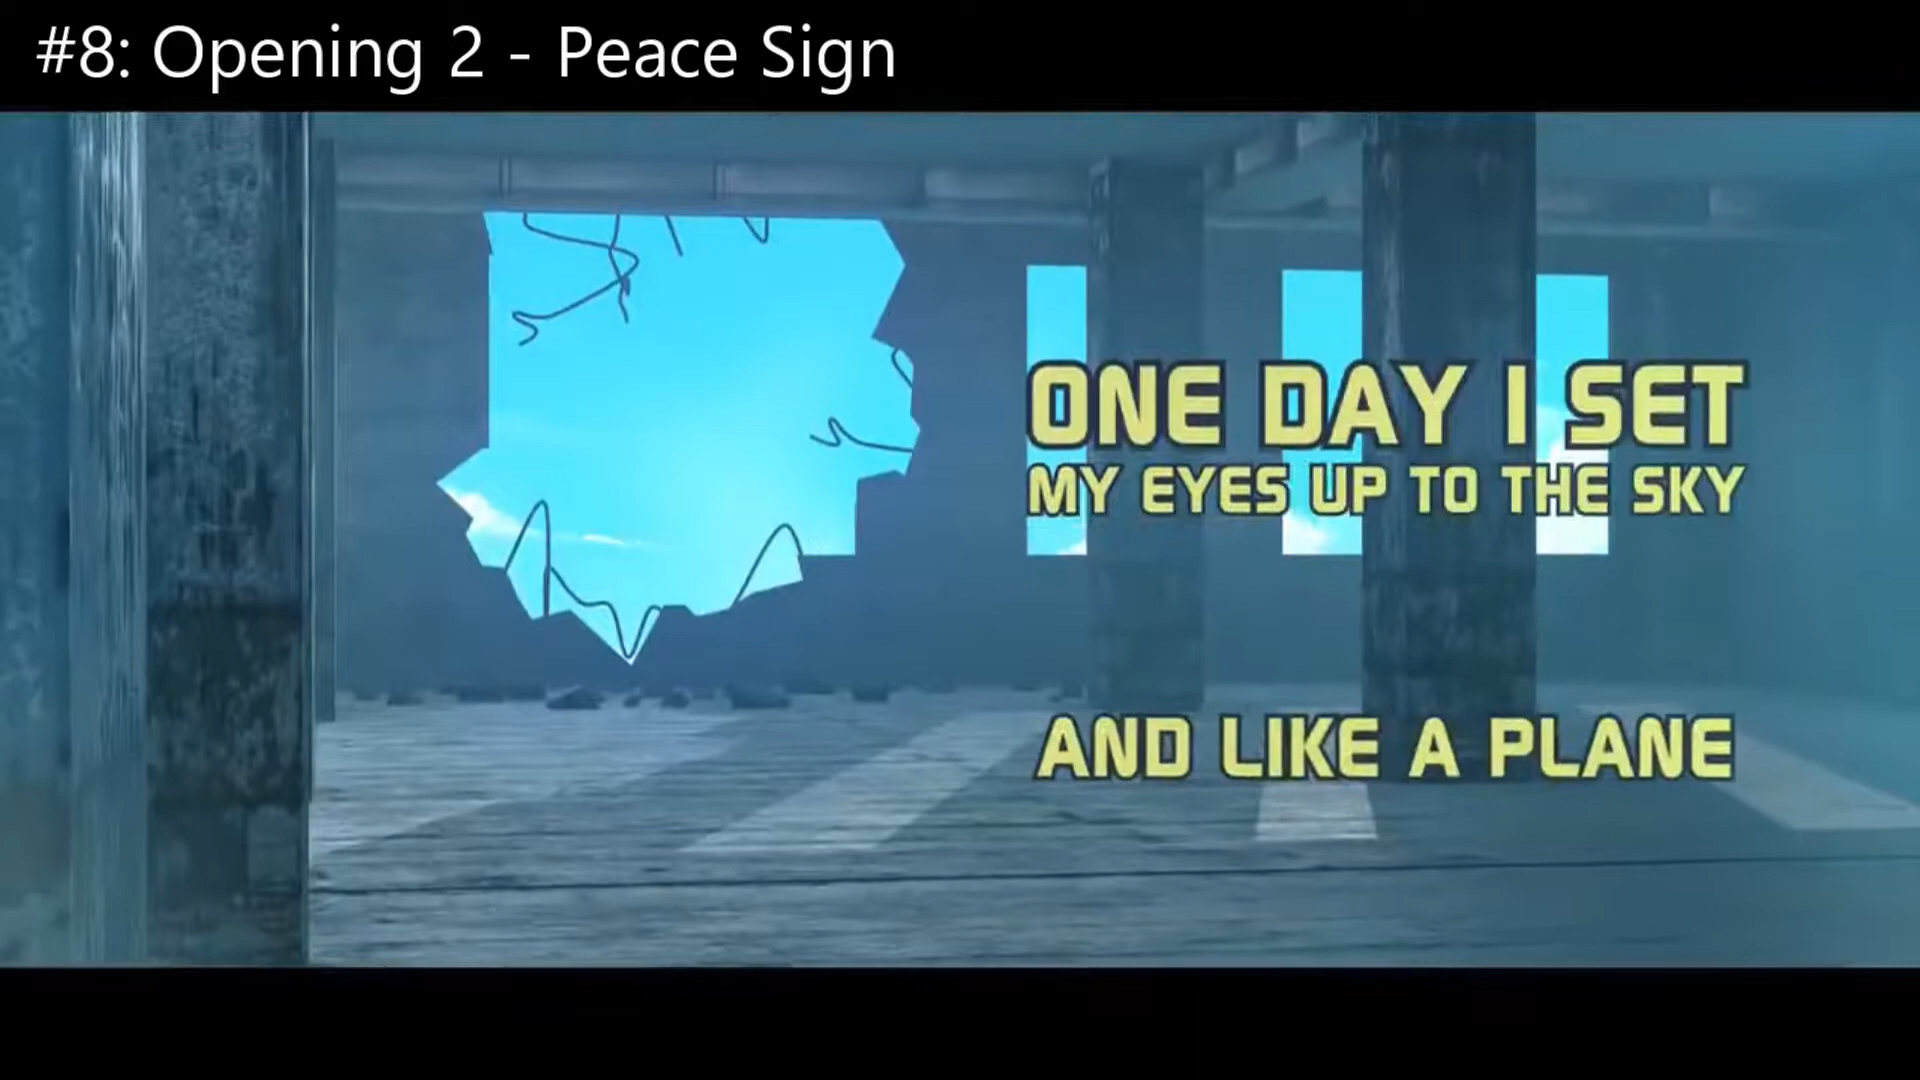 #8: Opening 2 - Peace Sign
ONE DAY I SET
MY EYES UP TO THE SKY
AND LIKE A PLANE